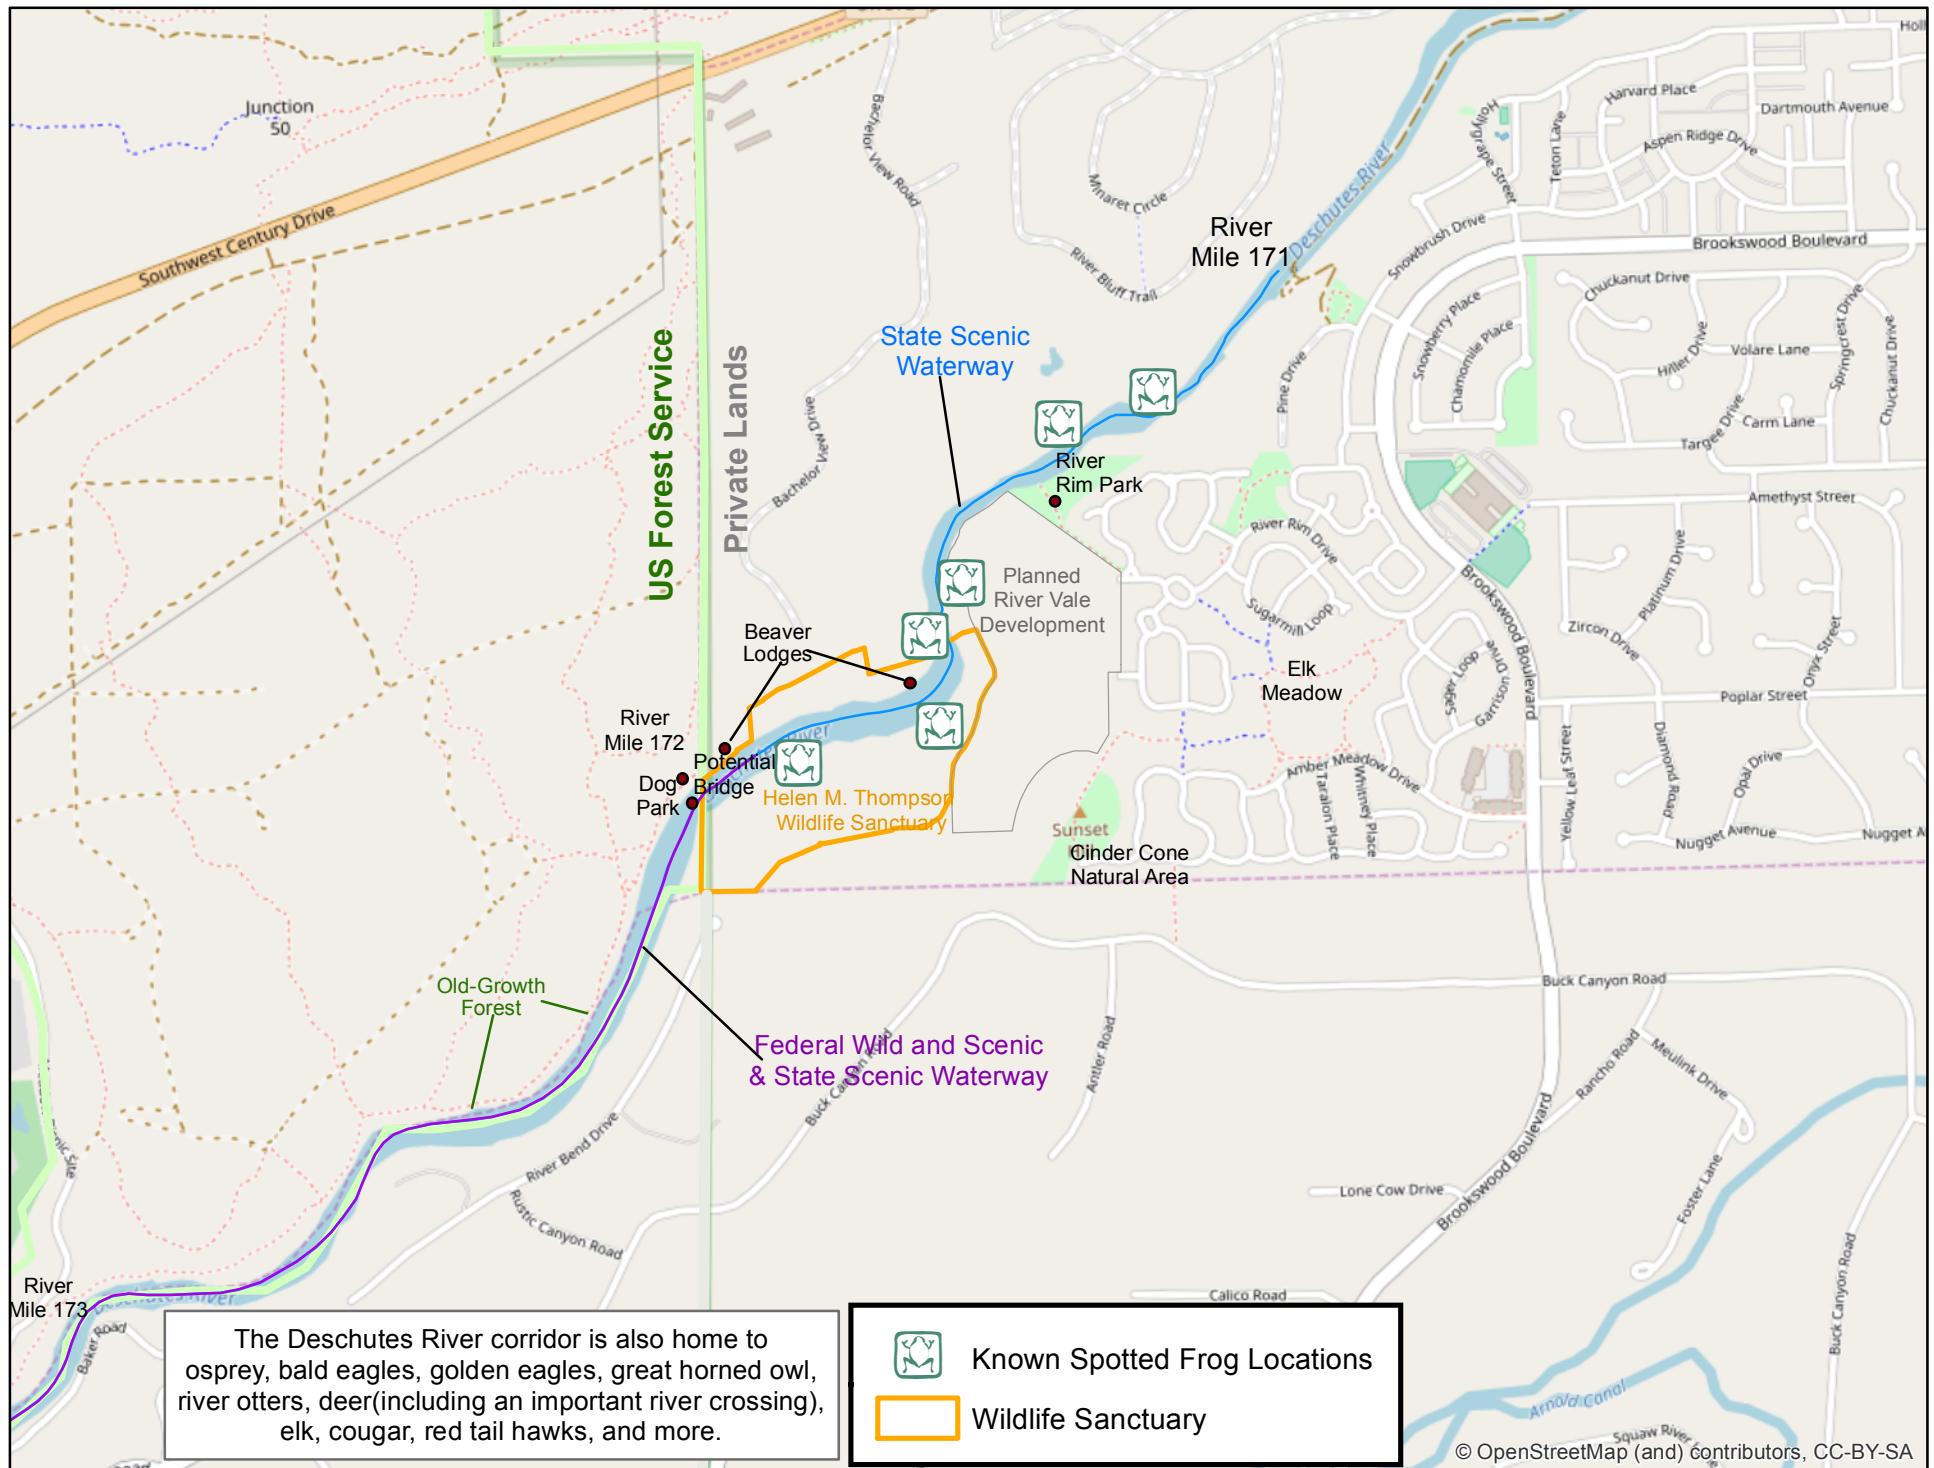 Junction
50
Southwest Century Drive
Bachelor View Road
Minaret Circle
River Bluff Trail
River
Mile 171
Deschutes River
Hollygrape Street
Teton Lane
Harvard Place
Dartmouth Avenue
Aspen Ridge Drive
Snowbrush Drive
Brookswood Boulevard
Chuckanut Drive
Snowberry Place
Chamomile Place
Hiller Drive
Volare Lane
Springcrest Drive
Chuckanut Drive
Carm Lane
Targee Drive
Pine Drive
State Scenic
Waterway
US Forest Service
Private Lands
Bachelor View Drive
River
Rim Park
River Rim Drive
Amethyst Street
Platinum Drive
Brookswood Boulevard
Planned
River Vale
Development
Sugarmill Loop
Zircon Drive
Onyx Street
Beaver
Lodges
Elk
Meadow
Sage Loop
Garrison Drive
Poplar Street
River
Mile 172
Dog
Park
Potential
Bridge
River
Helen M. Thompson
Wildlife Sanctuary
Amber Meadow Drive
Taralon Place
Whitney Place
Yellow Leaf Street
Diamond Road
Opal Drive
Nugget Avenue
Nugget A
Sunset
Cinder Cone
Natural Area
Buck Canyon Road
Old-Growth
Forest
Federal Wild and Scenic
& State Scenic Waterway
Buck Canyon Road
Antler Road
Rancho Road
Meulink Drive
Foster Lane
Brookswood Boulevard
Lone Cow Drive
Calico Road
River Bend Drive
Rustic Canyon Road
Buck Canyon Road
River
Mile 173
Deschutes River
Baker Road
Arnold Canal
Squaw River
The Deschutes River corridor is also home to
osprey, bald eagles, golden eagles, great horned owl,
river otters, deer(including an important river crossing),
elk, cougar, red tail hawks, and more.
Known Spotted Frog Locations
Wildlife Sanctuary
© OpenStreetMap (and) contributors, CC-BY-SA